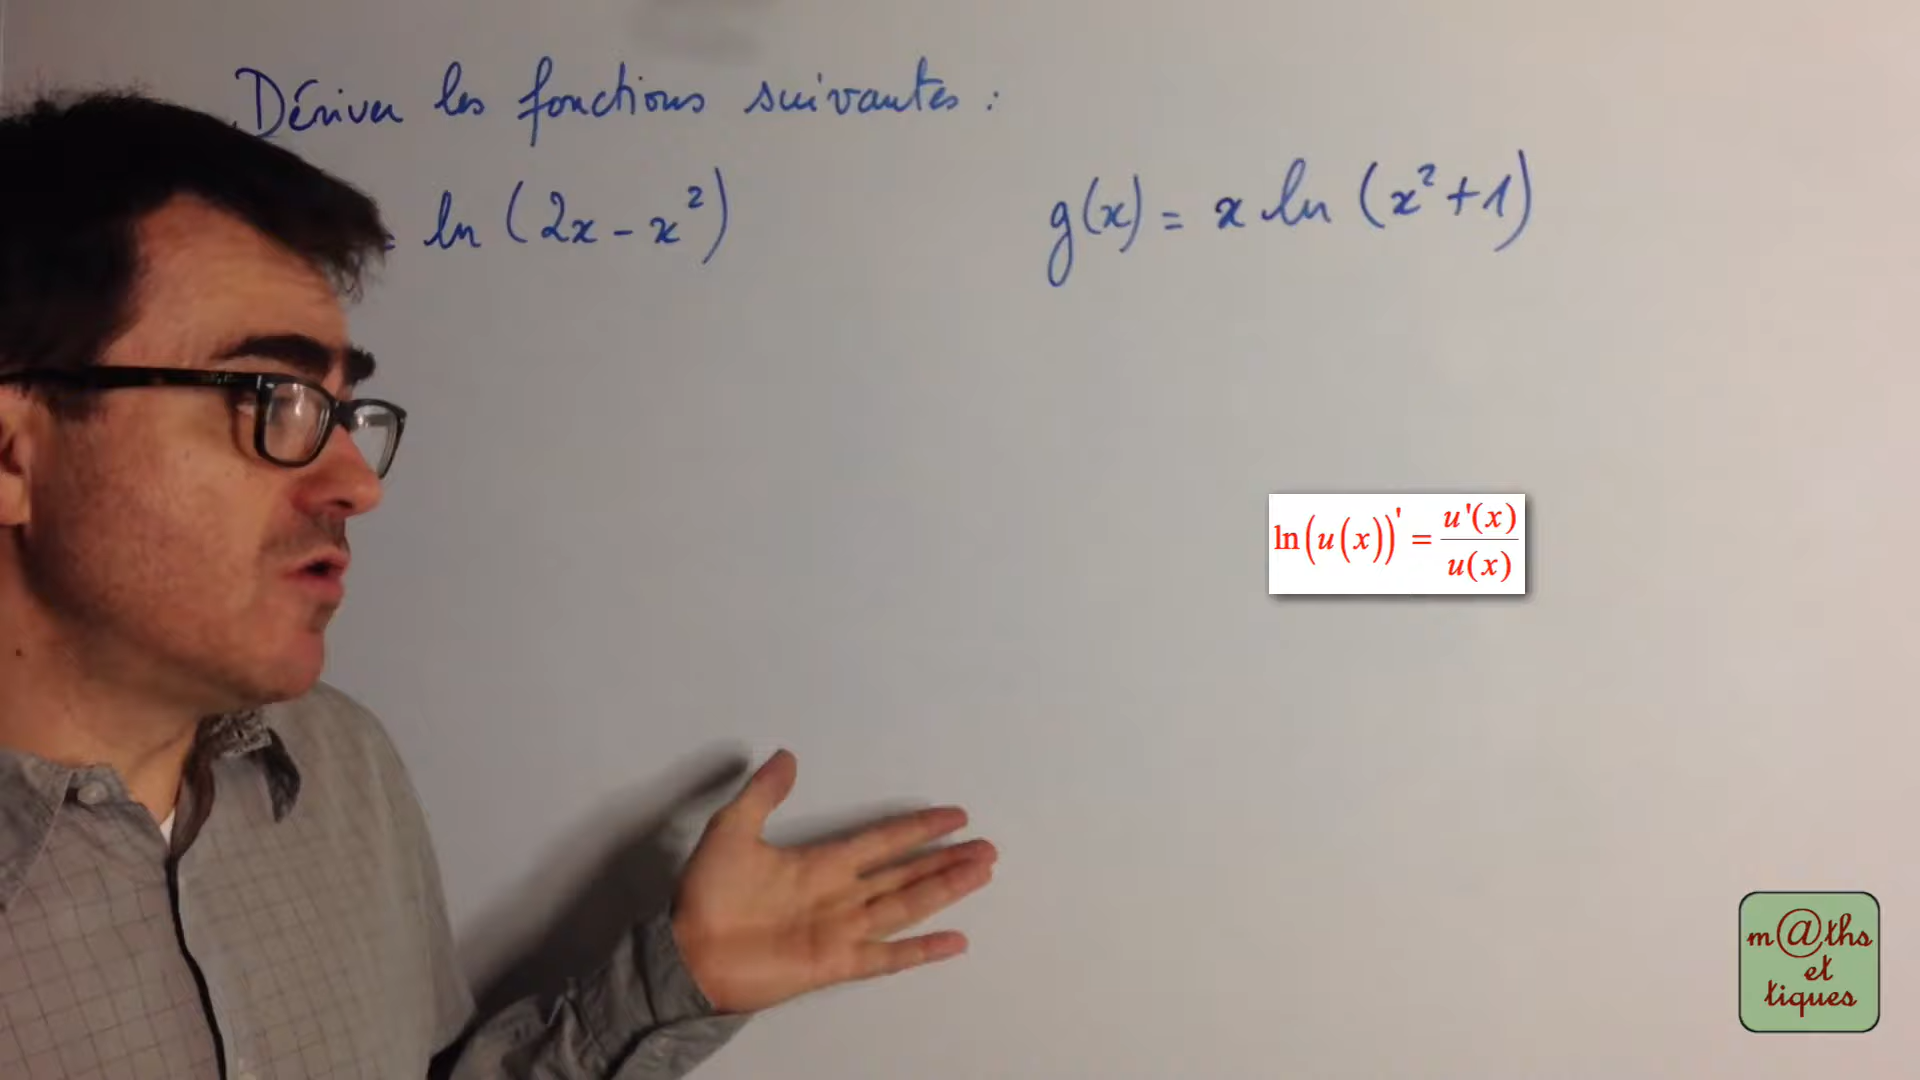 Dériver les fonctions suivantes :
= ln (2x - x²)
g(x) = x ln (x² + 1)
ln(u(x))' = u'(x) / u(x)
m@ths
et
tiques